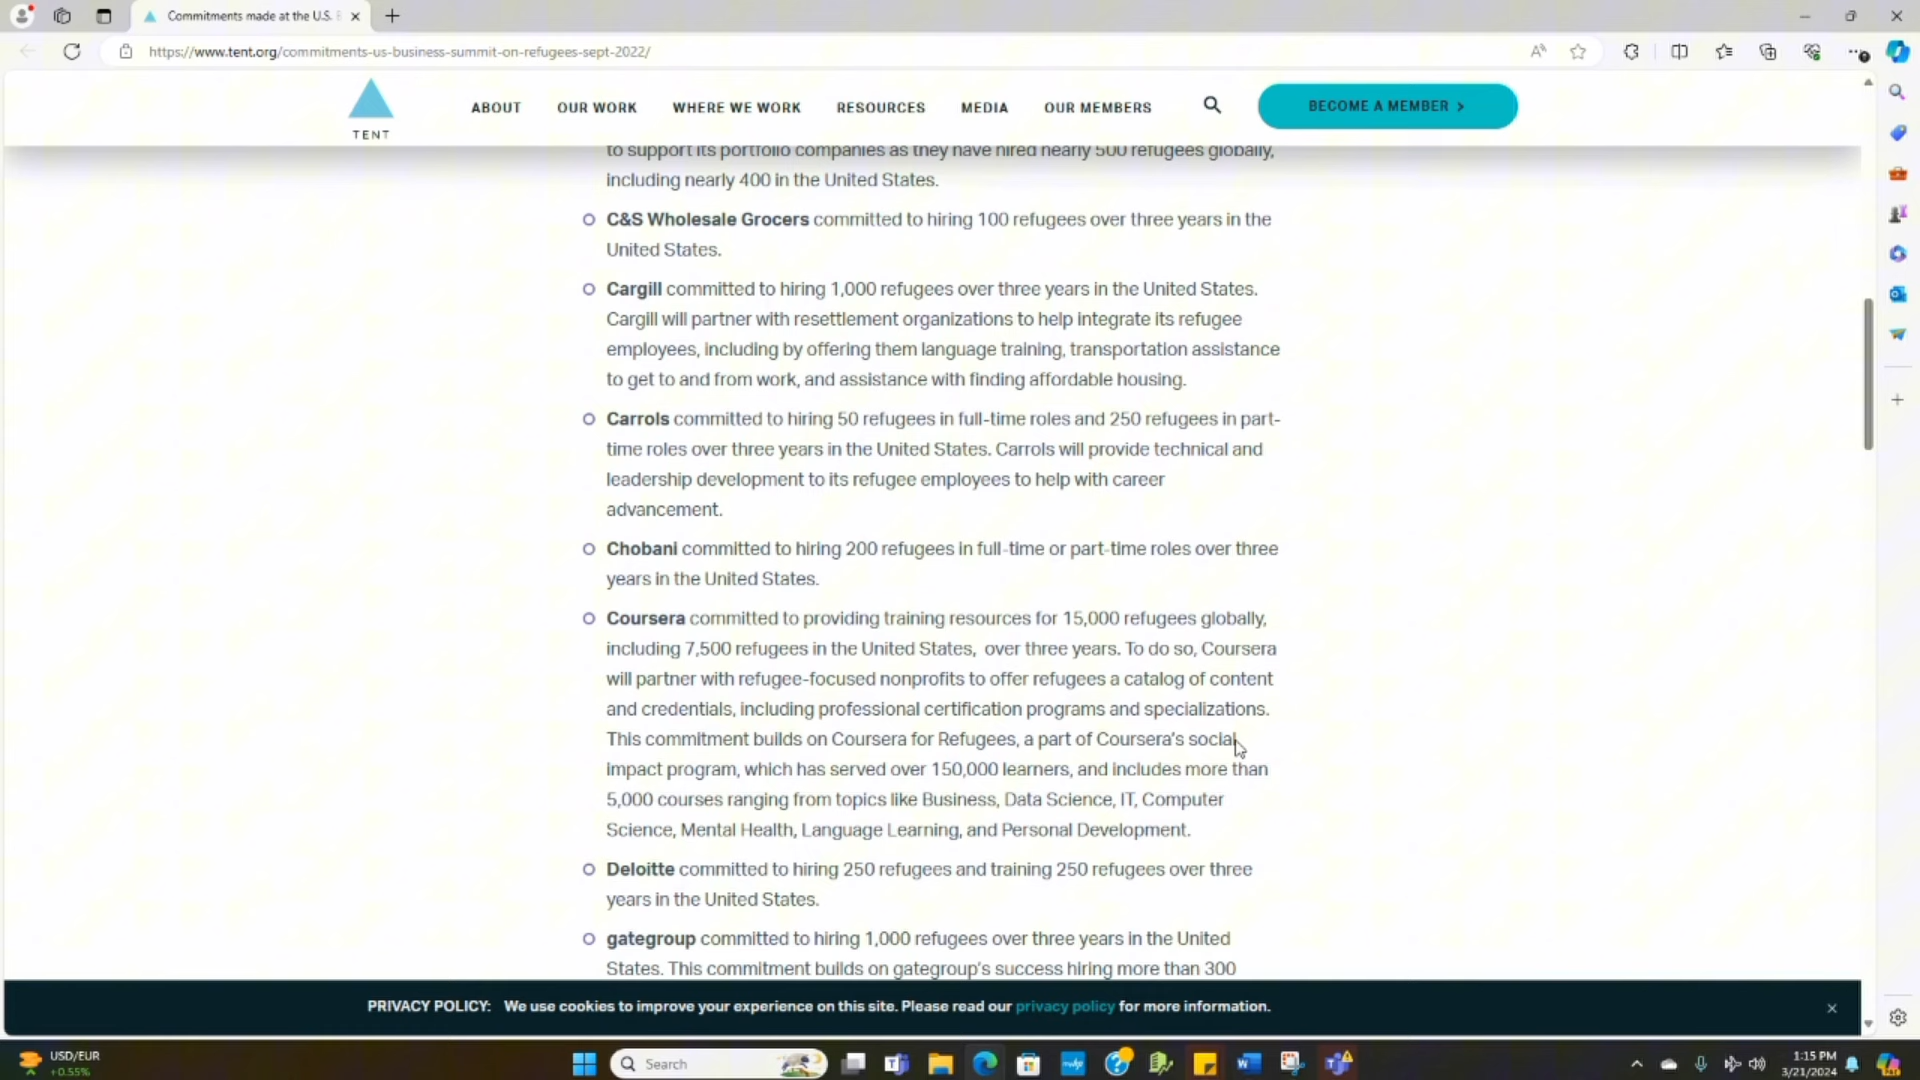 Commitments made at the U.S.
https://www.tent.org/commitments-us-business-summit-on-refugees-sept-2022/
TENT
ABOUT
OUR WORK
WHERE WE WORK
RESOURCES
MEDIA
OUR MEMBERS
BECOME A MEMBER >
to support its portfolio companies as they have hired nearly 500 refugees globally,
including nearly 400 in the United States.
C&S Wholesale Grocers committed to hiring 100 refugees over three years in the
United States.
Cargill committed to hiring 1,000 refugees over three years in the United States.
Cargill will partner with resettlement organizations to help integrate its refugee
employees, including by offering them language training, transportation assistance
to get to and from work, and assistance with finding affordable housing.
Carrols committed to hiring 50 refugees in full-time roles and 250 refugees in part-
time roles over three years in the United States. Carrols will provide technical and
leadership development to its refugee employees to help with career
advancement.
Chobani committed to hiring 200 refugees in full-time or part-time roles over three
years in the United States.
Coursera committed to providing training resources for 15,000 refugees globally,
including 7,500 refugees in the United States, over three years. To do so, Coursera
will partner with refugee-focused nonprofits to offer refugees a catalog of content
and credentials, including professional certification programs and specializations.
This commitment builds on Coursera for Refugees, a part of Coursera's social
impact program, which has served over 150,000 learners, and includes more than
5,000 courses ranging from topics like Business, Data Science, IT, Computer
Science, Mental Health, Language Learning, and Personal Development.
Deloitte committed to hiring 250 refugees and training 250 refugees over three
years in the United States.
gategroup committed to hiring 1,000 refugees over three years in the United
States. This commitment builds on gategroup's success hiring more than 300
PRIVACY POLICY: We use cookies to improve your experience on this site. Please read our privacy policy for more information.
USD/EUR
+0.55%
Search
1:15 PM
3/21/2024